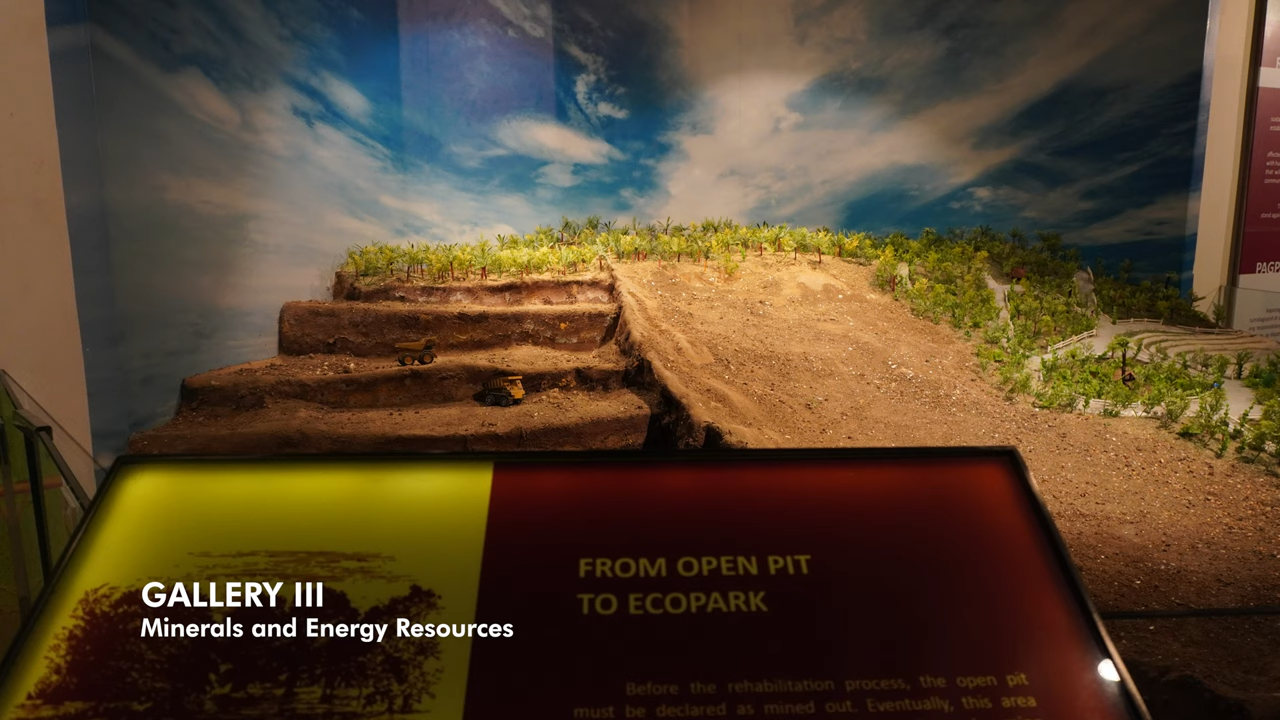 GALLERY III
Minerals and Energy Resources
FROM OPEN PIT
TO ECOPARK
Before the rehabilitation process, the open pit
must be declared as mined out. Eventually, this area
PAGP